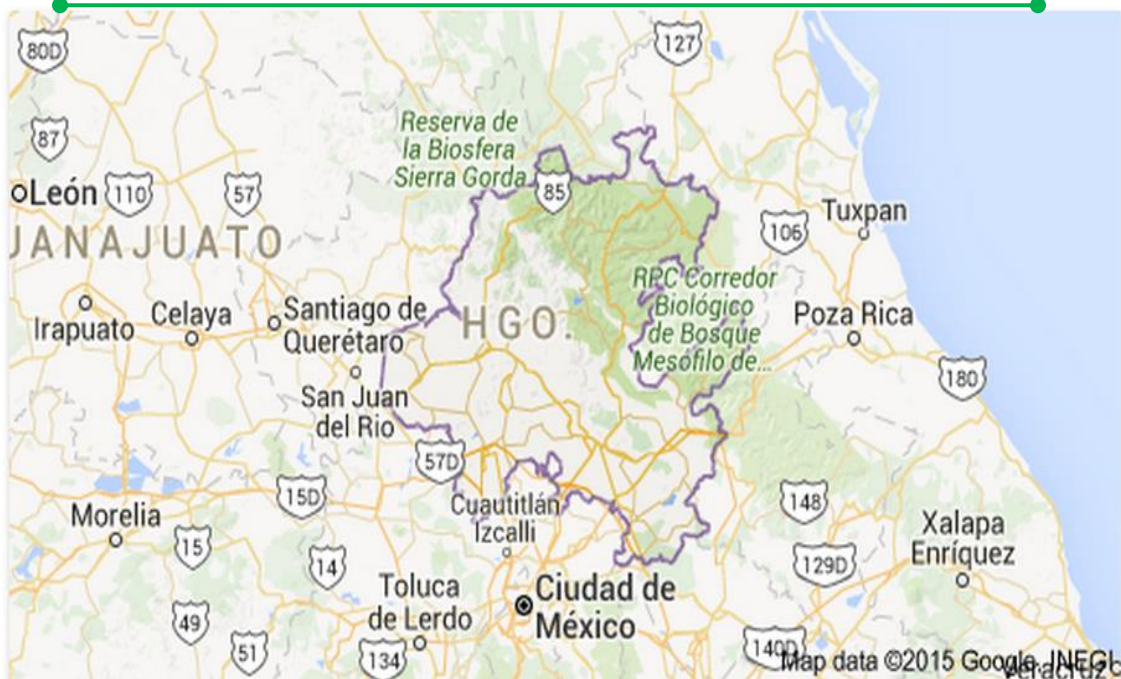 80D
127
87
Reserva de
la Biosfera
Sierra Gorda
León
110
57
85
JANAJUATO
106
Tuxpan
RPC Corredor
Biológico
de Bosque
Mesófilo de...
Santiago de
Querétaro
HGO.
Irapuato
Celaya
Poza Rica
San Juan
del Rio
180
57D
15D
Cuautitlán
Izcalli
148
Morelia
15
Xalapa
Enríquez
14
129D
Toluca
de Lerdo
Ciudad de
México
49
51
134
140D
Map data ©2015 Google, INEGI
Veracruz